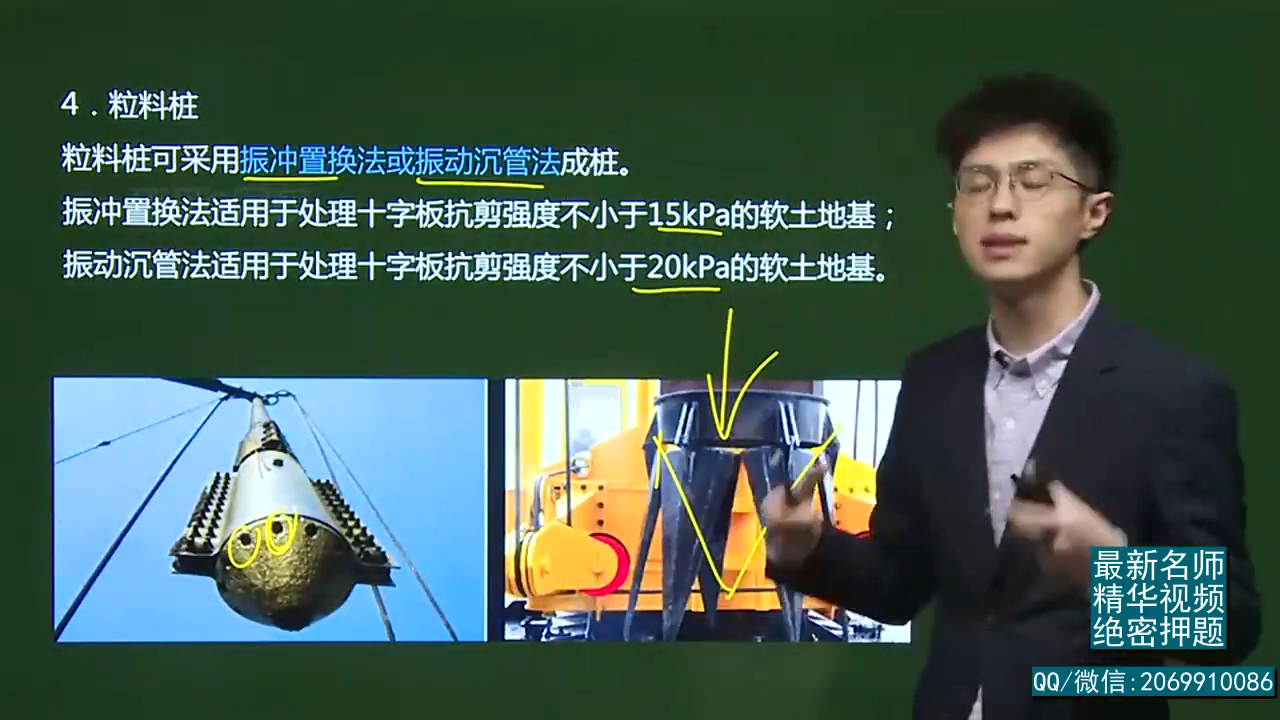 4．粒料桩
粒料桩可采用振冲置换法或振动沉管法成桩。
振冲置换法适用于处理十字板抗剪强度不小于15kPa的软土地基；
振动沉管法适用于处理十字板抗剪强度不小于20kPa的软土地基。
最新名师
精华视频
绝密押题
QQ/微信:2069910086